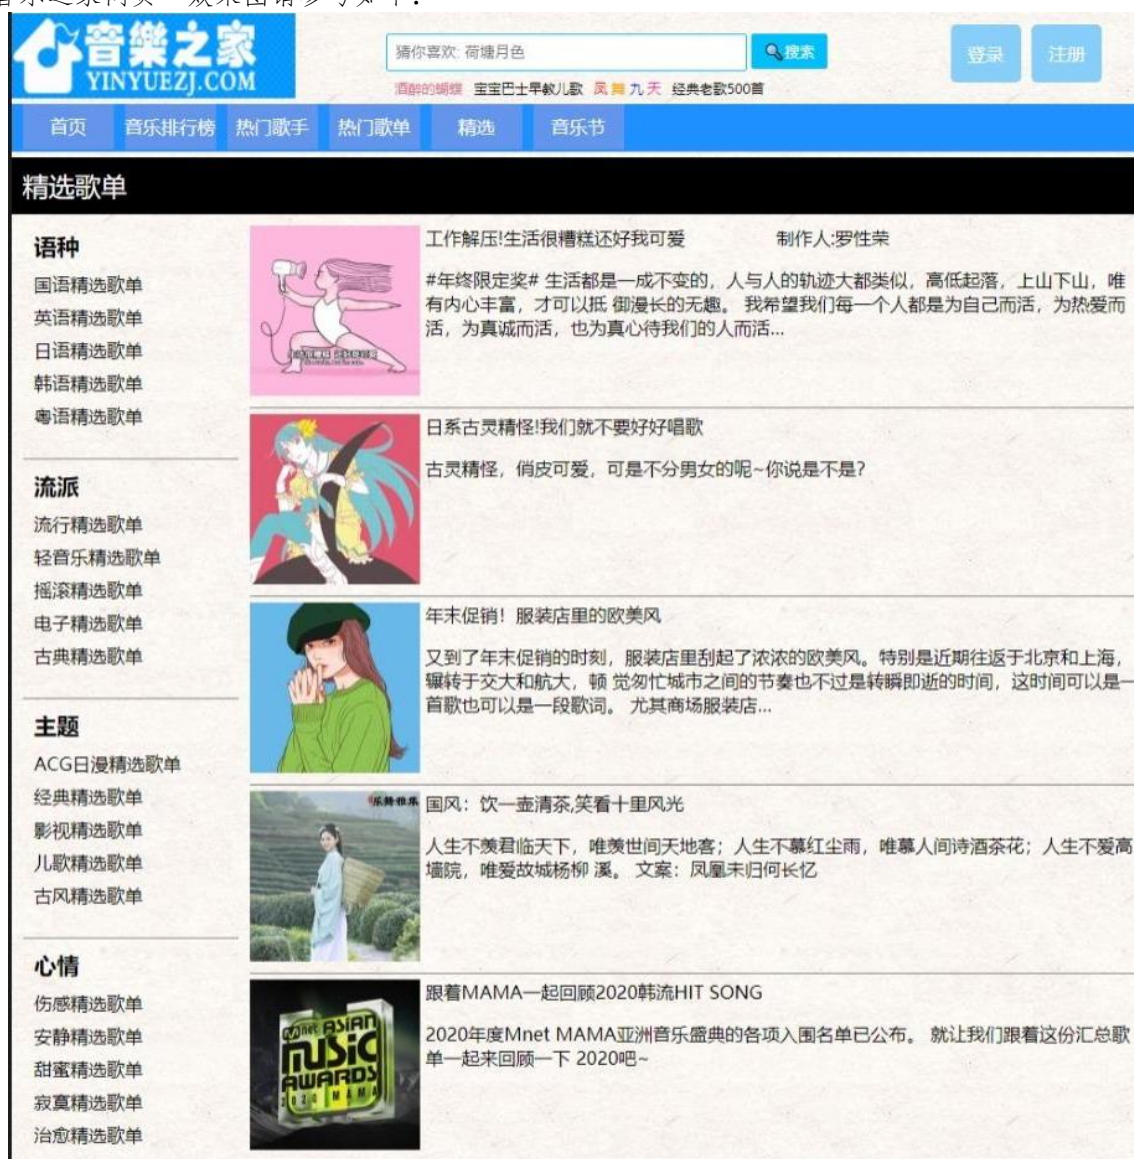 音樂之家
YINYUEZJ.COM
猜你喜欢: 荷塘月色
搜索
登录
注册
酒醉的蝴蝶 宝宝巴士早教儿歌 凤舞九天 经典老歌500首
首页 音乐排行榜 热门歌手 热门歌单 精选 音乐节
精选歌单
语种
国语精选歌单
英语精选歌单
日语精选歌单
韩语精选歌单
粤语精选歌单
流派
流行精选歌单
轻音乐精选歌单
摇滚精选歌单
电子精选歌单
古典精选歌单
主题
ACG日漫精选歌单
经典精选歌单
影视精选歌单
儿歌精选歌单
古风精选歌单
心情
伤感精选歌单
安静精选歌单
甜蜜精选歌单
寂寞精选歌单
治愈精选歌单
工作解压!生活很糟糕还好我可爱 制作人:罗性荣
#年终限定奖# 生活都是一成不变的，人与人的轨迹大都类似，高低起落，上山下山，唯
有内心丰富，才可以抵 御漫长的无趣。 我希望我们每一个人都是为自己而活，为热爱而
活，为真诚而活，也为真心待我们的人而活...
日系古灵精怪!我们就不要好好唱歌
古灵精怪，俏皮可爱，可是不分男女的呢~你说是不是?
年末促销！服装店里的欧美风
又到了年末促销的时刻，服装店里刮起了浓浓的欧美风。特别是近期往返于北京和上海，
辗转于交大和航大，顿 觉匆忙城市之间的节奏也不过是转瞬即逝的时间，这时间可以是一
首歌也可以是一段歌词。 尤其商场服装店...
国风：饮一壶清茶,笑看十里风光
人生不羡君临天下，唯羡世间天地客；人生不慕红尘雨，唯慕人间诗酒茶花；人生不爱高
墙院，唯爱故城杨柳 溪。 文案：凤凰未归何长忆
跟着MAMA一起回顾2020韩流HIT SONG
2020年度Mnet MAMA亚洲音乐盛典的各项入围名单已公布。 就让我们跟着这份汇总歌
单一起来回顾一下 2020吧~
Mnet ASIAN
MUSIC
AWARDS
2020 MAMA